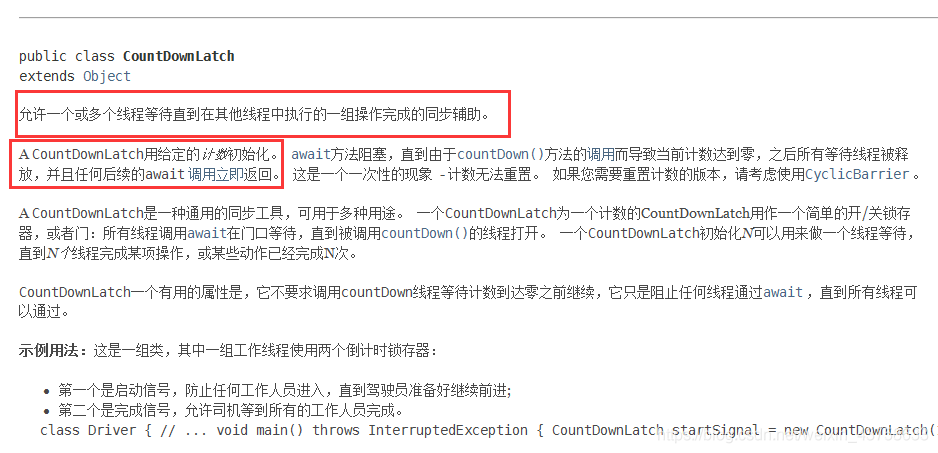 public class CountDownLatch
extends Object
允许一个或多个线程等待直到在其他线程中执行的一组操作完成的同步辅助。
A CountDownLatch用给定的计数初始化。 await方法阻塞，直到由于countDown()方法的调用而导致当前计数达到零，之后所有等待线程被释
放，并且任何后续的await 调用立即返回。 这是一个一次性的现象 - 计数无法重置。 如果您需要重置计数的版本，请考虑使用CyclicBarrier 。
A CountDownLatch是一种通用的同步工具，可用于多种用途。 一个CountDownLatch为一个计数的CountDownLatch用作一个简单的开/关锁存
器，或者门：所有线程调用await在门口等待，直到被调用countDown()的线程打开。 一个CountDownLatch初始化N可以用来做一个线程等待，
直到N个线程完成某项操作，或某些动作已经完成N次。
CountDownLatch一个有用的属性是，它不要求调用countDown线程等待计数到达零之前继续，它只是阻止任何线程通过await ，直到所有线程可
以通过。
示例用法：这是一组类，其中一组工作线程使用两个倒计时锁存器：
• 第一个是启动信号，防止任何工作人员进入，直到驾驶员准备好继续前进;
• 第二个是完成信号，允许司机等到所有的工作人员完成。
class Driver { // ... void main() throws InterruptedException { CountDownLatch startSignal = new CountDownLatch(